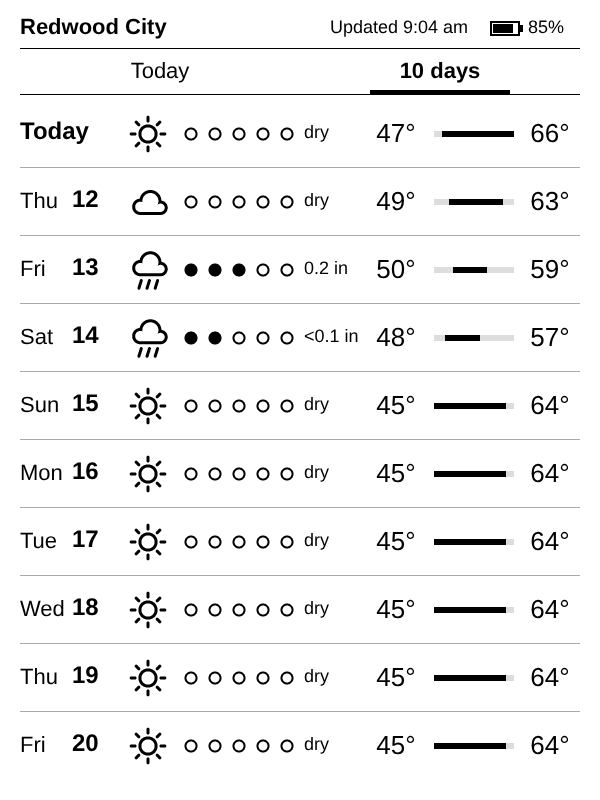 Redwood City Updated 9:04 am 85%
Today 10 days
Today dry 47° 66°
Thu 12 dry 49° 63°
Fri 13 0.2 in 50° 59°
Sat 14 <0.1 in 48° 57°
Sun 15 dry 45° 64°
Mon 16 dry 45° 64°
Tue 17 dry 45° 64°
Wed 18 dry 45° 64°
Thu 19 dry 45° 64°
Fri 20 dry 45° 64°